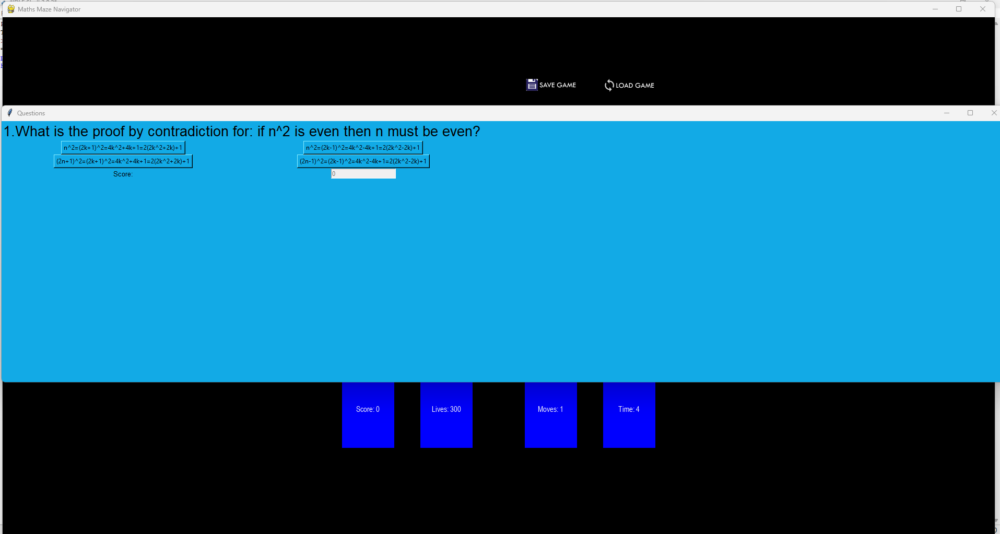 Maths Maze Navigator
SAVE GAME
LOAD GAME
Questions
1.What is the proof by contradiction for: if n^2 is even then n must be even?
n^2=(2k+1)^2=4k^2+4k+1=2(2k^2+2k)+1
n^2=(2k-1)^2=4k^2-4k+1=2(2k^2-2k)+1
(2n+1)^2=(2k+1)^2=4k^2+4k+1=2(2k^2+2k)+1
(2n-1)^2=(2k-1)^2=4k^2-4k+1=2(2k^2-2k)+1
Score:
0
Score: 0
Lives: 300
Moves: 1
Time: 4